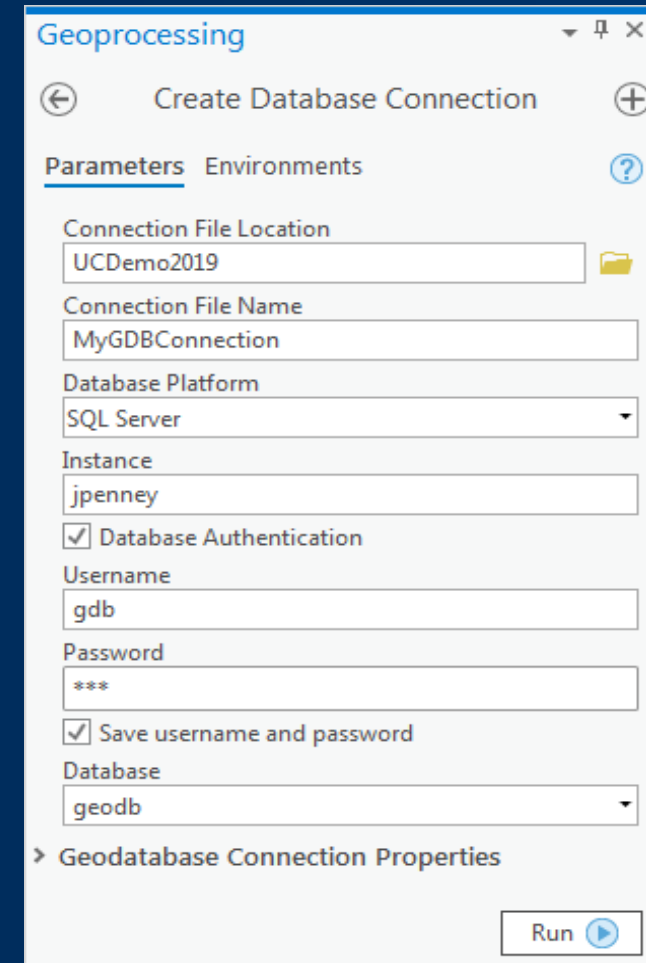 Geoprocessing
Create Database Connection
Parameters Environments
Connection File Location
UCDemo2019
Connection File Name
MyGDBConnection
Database Platform
SQL Server
Instance
jpenney
Database Authentication
Username
gdb
Password
***
Save username and password
Database
geodb
Geodatabase Connection Properties
Run